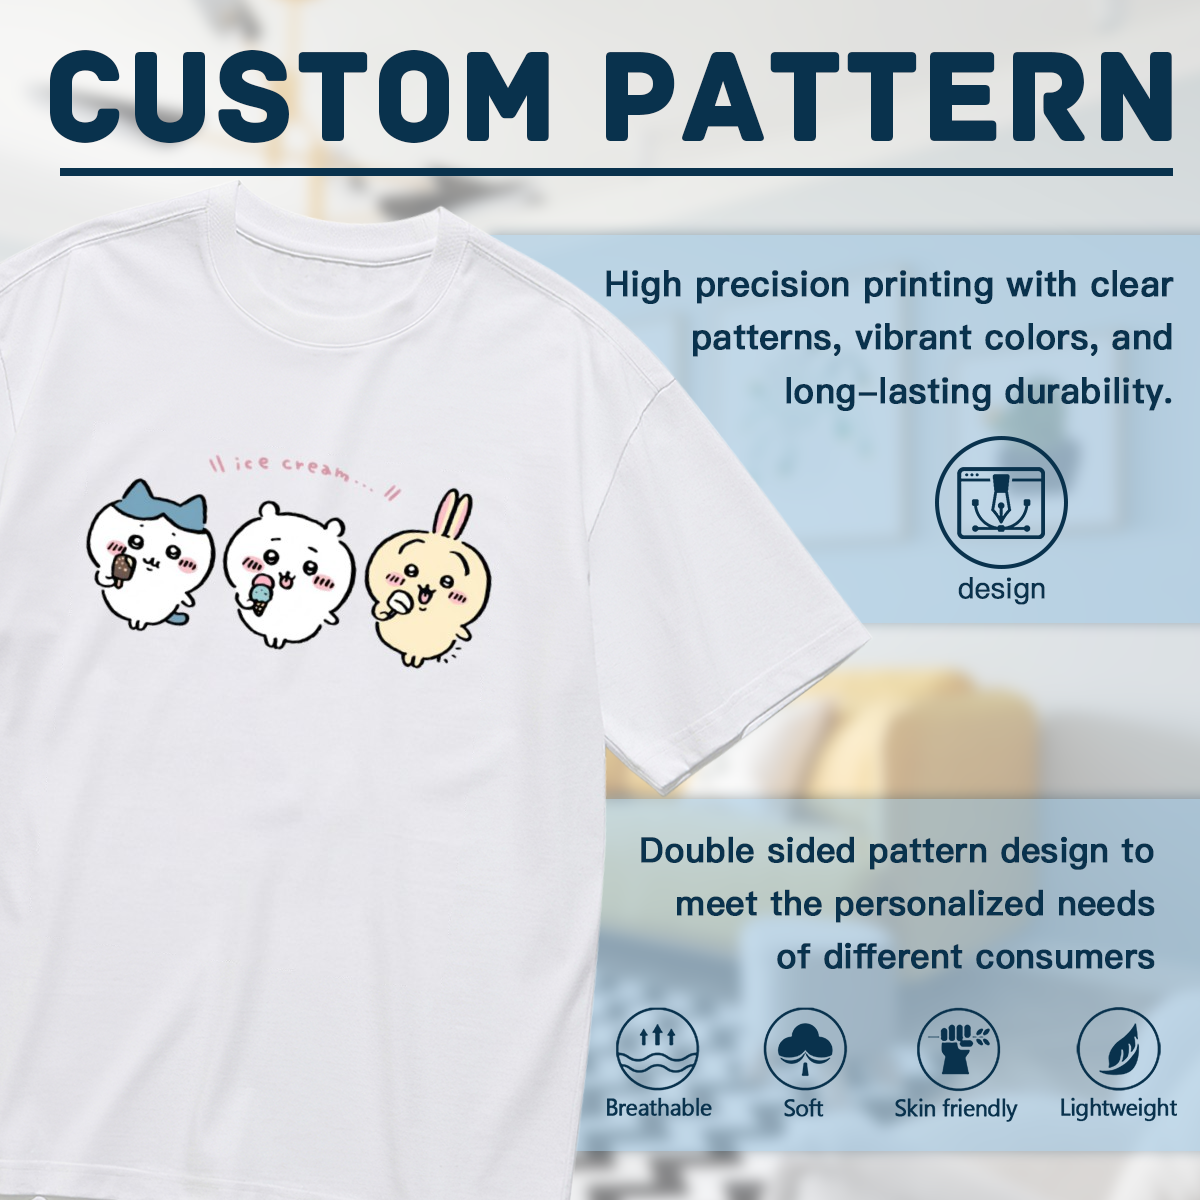 CUSTOM PATTERN
High precision printing with clear
patterns, vibrant colors, and
long-lasting durability.
ice cream...
design
Double sided pattern design to
meet the personalized needs
of different consumers
Breathable
Soft
Skin friendly
Lightweight